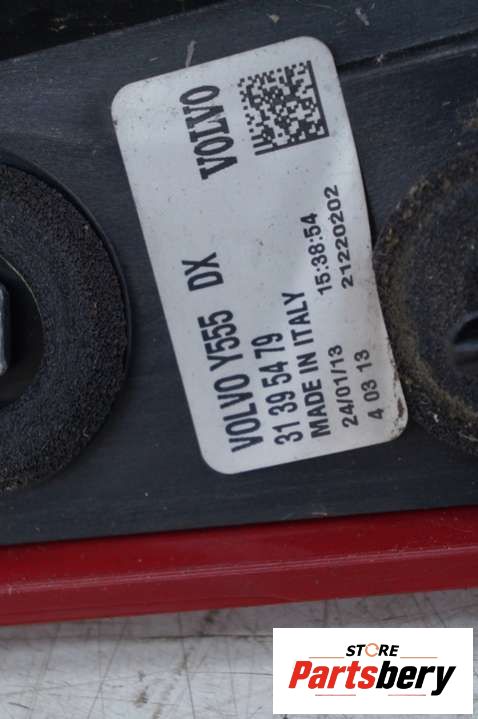 VOLVO
VOLVO Y555 DX
31 39 54 79
MADE IN ITALY
24/01/13 15:38:54
4 03 13 21220202
STORE
Partsbery